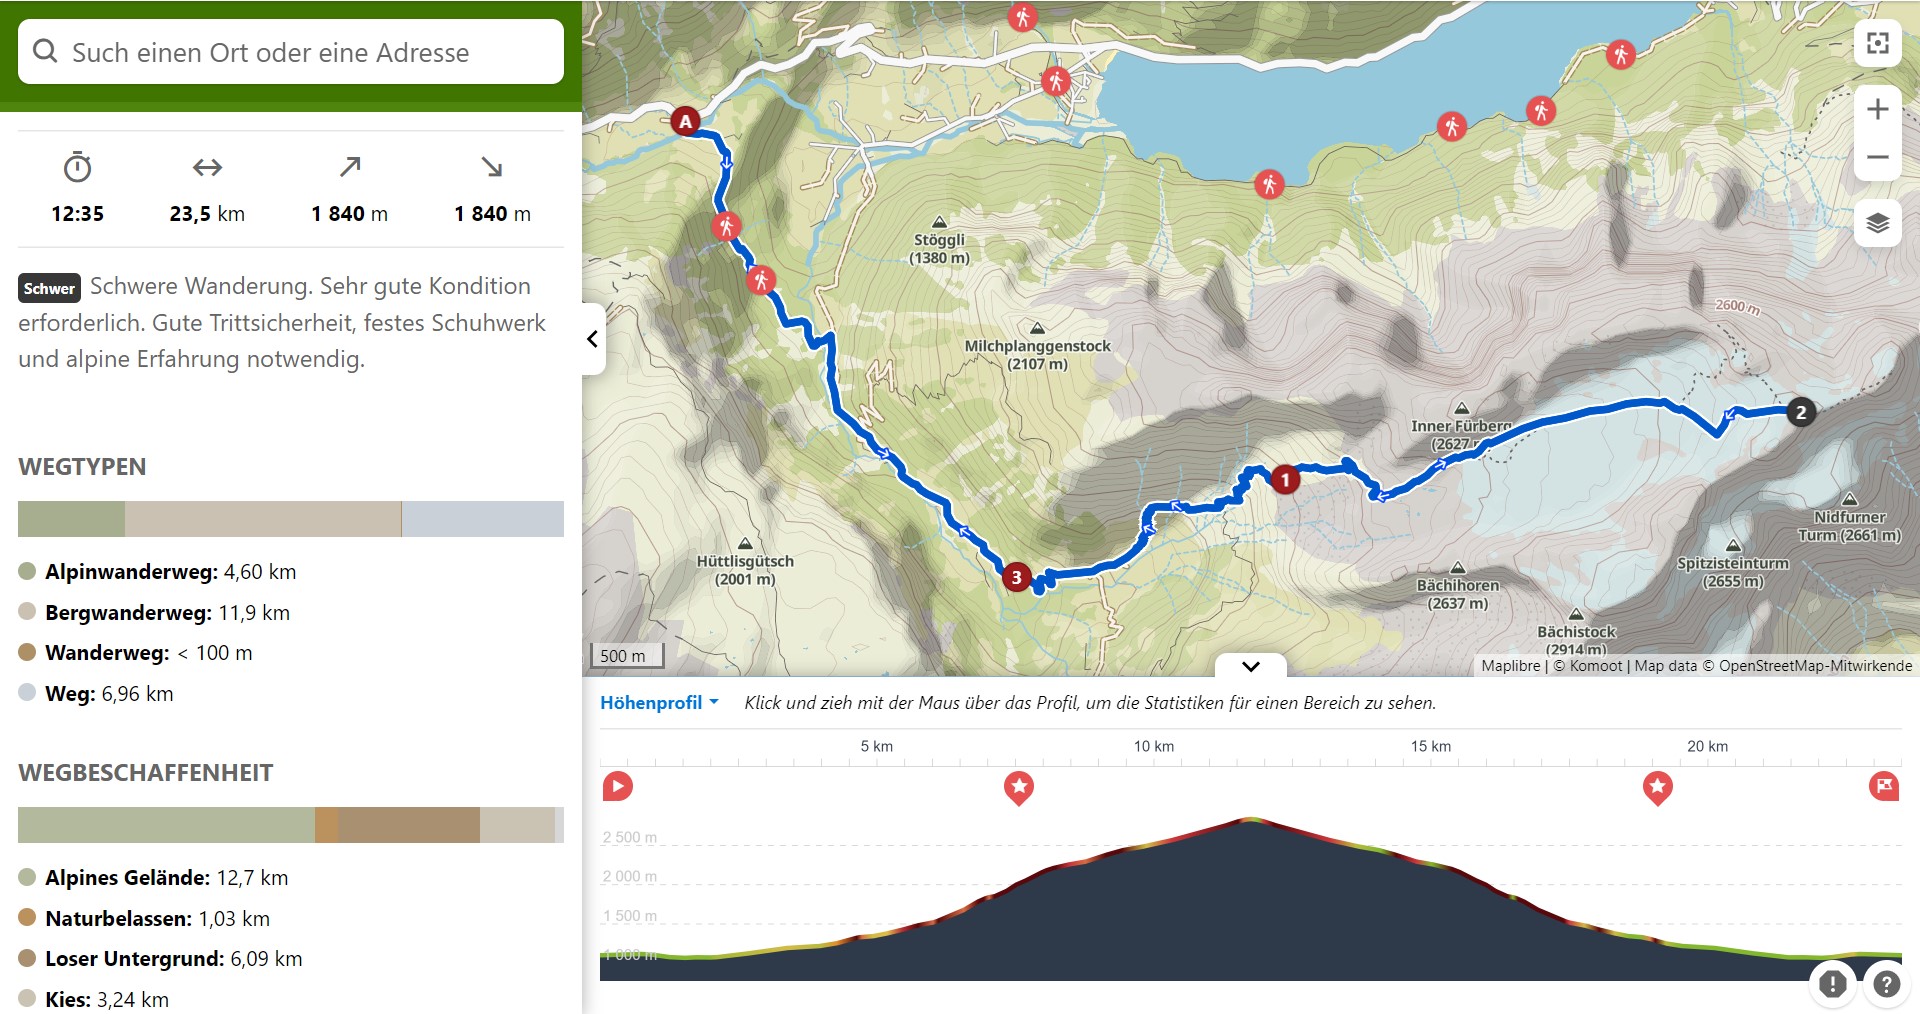 Such einen Ort oder eine Adresse
12:35
23,5 km
1 840 m
1 840 m
Schwer Schwere Wanderung. Sehr gute Kondition
erforderlich. Gute Trittsicherheit, festes Schuhwerk
und alpine Erfahrung notwendig.
WEGTYPEN
Alpinwanderweg: 4,60 km
Bergwanderweg: 11,9 km
Wanderweg: < 100 m
Weg: 6,96 km
WEGBESCHAFFENHEIT
Alpines Gelände: 12,7 km
Naturbelassen: 1,03 km
Loser Untergrund: 6,09 km
Kies: 3,24 km
A
Stöggli
(1380 m)
2600 m
Milchplanggenstock
(2107 m)
Inner Fürberg
(2627 m
2
1
Nidfurner
Turm (2661 m)
Hüttlisgütsch
(2001 m)
3
Spitzisteinturm
(2655 m)
Bächihoren
(2637 m)
Bächistock
(2914 m)
500 m
Maplibre | © Komoot | Map data © OpenStreetMap-Mitwirkende
Höhenprofil
Klick und zieh mit der Maus über das Profil, um die Statistiken für einen Bereich zu sehen.
5 km
10 km
15 km
20 km
2 500 m
2 000 m
1 500 m
1 000 m